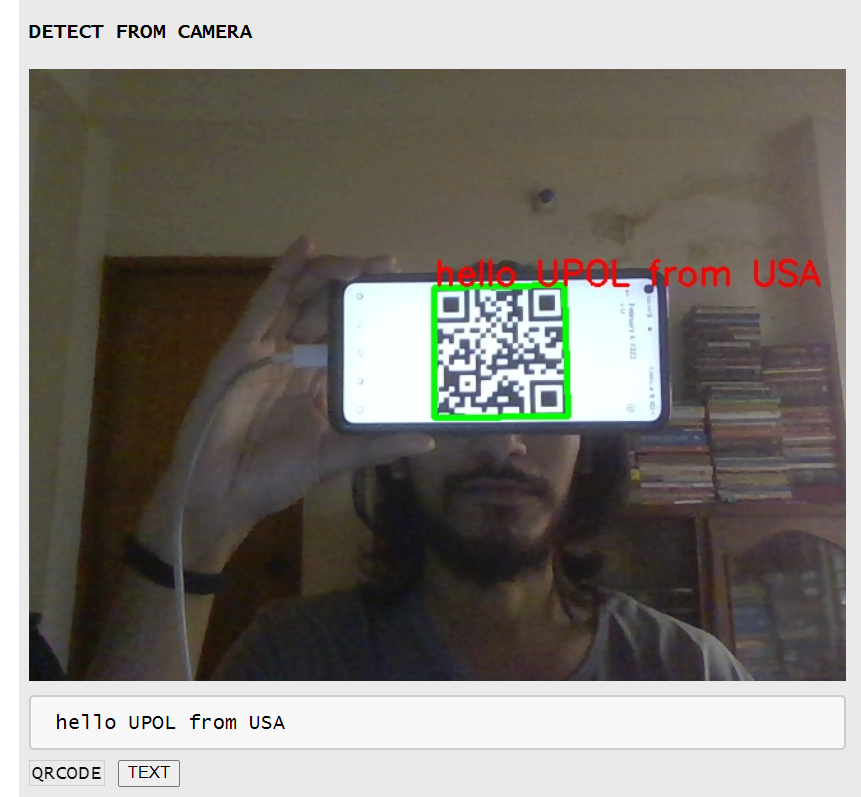 DETECT FROM CAMERA
hello UPOL from USA
hello UPOL from USA
QRCODE TEXT